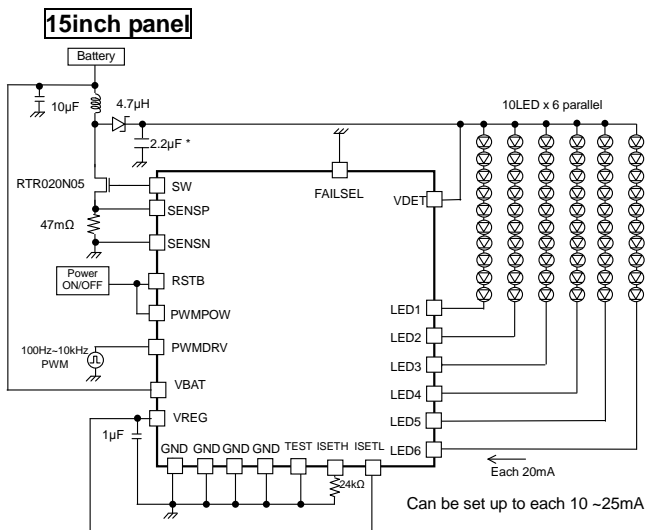 15inch panel
Battery
10μF
4.7μH
2.2μF *
10LED x 6 parallel
RTR020N05
SW
FAILSEL
VDET
SENSP
47mΩ
SENSN
Power
ON/OFF
RSTB
PWMPOW
LED1
LED2
100Hz~10kHz
PWM
PWMDRV
LED3
VBAT
LED4
VREG
LED5
1μF
GND GND GND GND TEST ISETH ISETL
LED6
24kΩ
Each 20mA
Can be set up to each 10 ~25mA